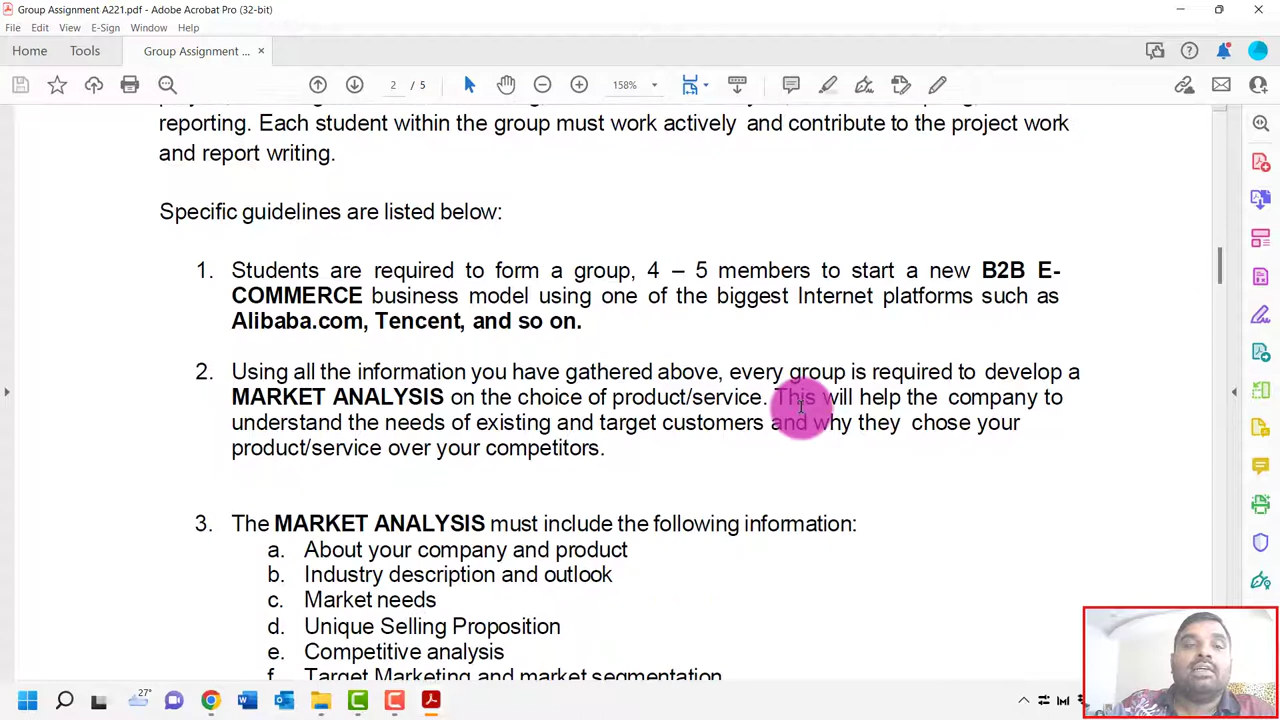 Group Assignment A221.pdf - Adobe Acrobat Pro (32-bit)
File Edit View E-Sign Window Help
Home Tools Group Assignment ... ×
2 / 5 158%
reporting. Each student within the group must work actively and contribute to the project work
and report writing.
Specific guidelines are listed below:
1. Students are required to form a group, 4 – 5 members to start a new B2B E-
COMMERCE business model using one of the biggest Internet platforms such as
Alibaba.com, Tencent, and so on.
2. Using all the information you have gathered above, every group is required to develop a
MARKET ANALYSIS on the choice of product/service. This will help the company to
understand the needs of existing and target customers and why they chose your
product/service over your competitors.
3. The MARKET ANALYSIS must include the following information:
a. About your company and product
b. Industry description and outlook
c. Market needs
d. Unique Selling Proposition
e. Competitive analysis
f. Target Marketing and market segmentation
27°